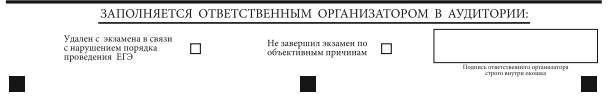 ЗАПОЛНЯЕТСЯ ОТВЕТСТВЕННЫМ ОРГАНИЗАТОРОМ В АУДИТОРИИ:
Удален с экзамена в связи
с нарушением порядка
проведения ЕГЭ
Не завершил экзамен по
объективным причинам
Подпись ответственного организатора
строго внутри окошка